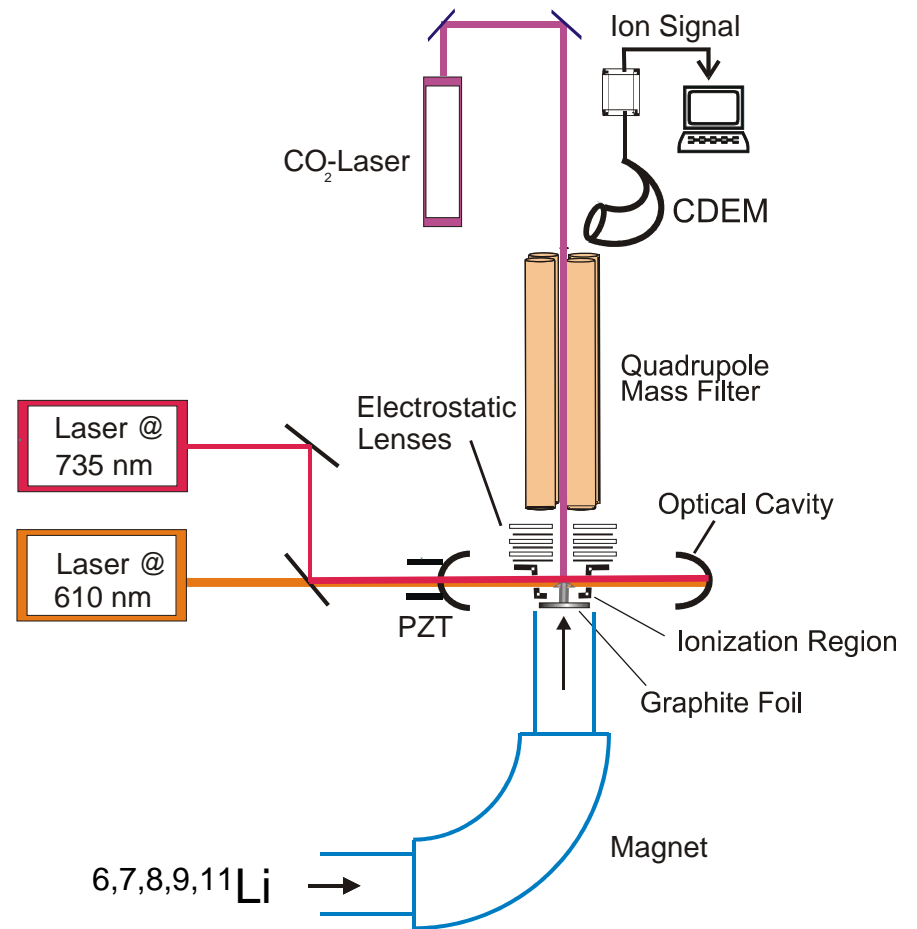 Ion Signal
CO₂-Laser
CDEM
Quadrupole
Mass Filter
Electrostatic
Lenses
Laser @
735 nm
Optical Cavity
Laser @
610 nm
PZT
Ionization Region
Graphite Foil
Magnet
⁶,⁷,⁸,⁹,¹¹Li